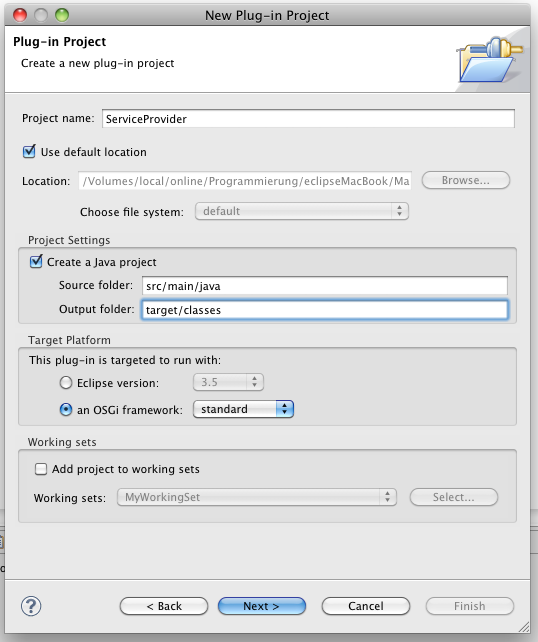 New Plug-in Project
Plug-in Project
Create a new plug-in project
Project name: ServiceProvider
Use default location
Location: /Volumes/local/online/Programmierung/eclipseMacBook/Ma Browse...
Choose file system: default
Project Settings
Create a Java project
Source folder: src/main/java
Output folder: target/classes
Target Platform
This plug-in is targeted to run with:
Eclipse version: 3.5
an OSGi framework: standard
Working sets
Add project to working sets
Working sets: MyWorkingSet Select...
? < Back Next > Cancel Finish